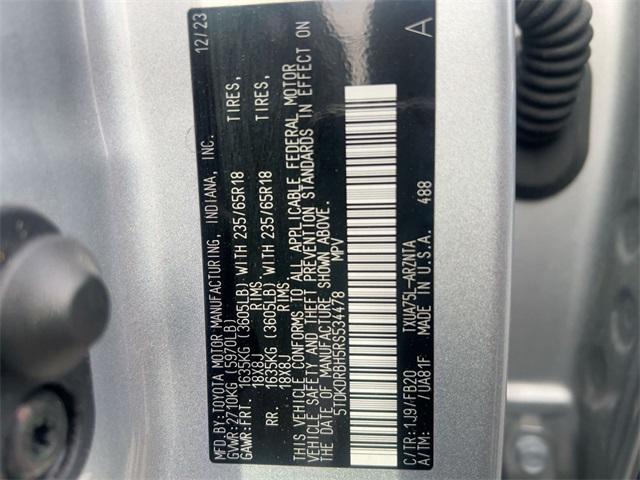 MFD.BY:TOYOTA MOTOR MANUFACTURING, INDIANA, INC. 12/23
GVWR:2710KG (5970LB)
GAWR:FRT. 1635KG (3605LB) WITH 235/65R18 TIRES,
18X8J RIMS.
RR. 1635KG (3605LB) WITH 235/65R18 TIRES,
18X8J RIMS.
THIS VEHICLE CONFORMS TO ALL APPLICABLE FEDERAL MOTOR
VEHICLE SAFETY AND THEFT PREVENTION STANDARDS IN EFFECT ON
THE DATE OF MANUFACTURE SHOWN ABOVE.
5TDKDRBH5RS534478 MPV
C/TR:1J9/FB20 TXUA75L-ARZNTA A
A/TM: /UA81F MADE IN U.S.A. 488